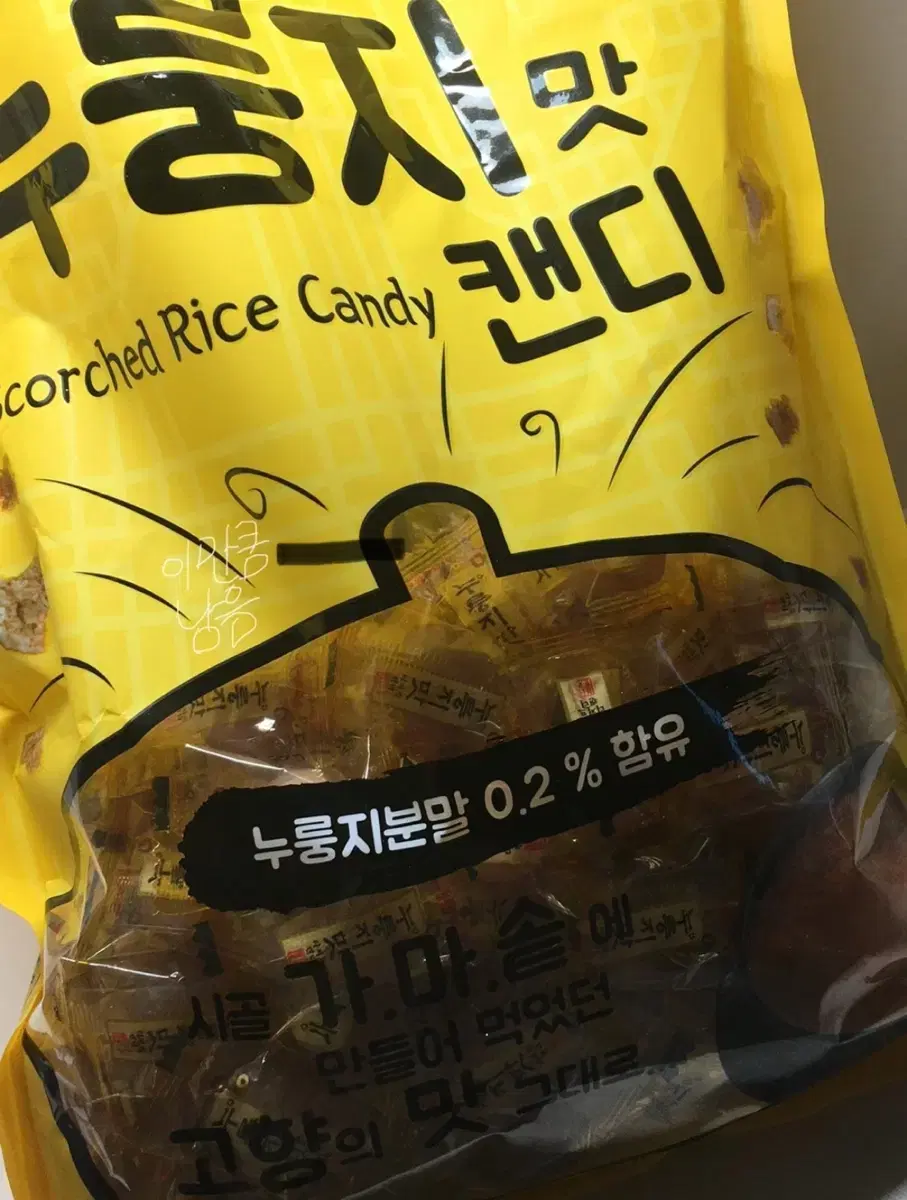 누룽지맛
캔디
Scorched Rice Candy
이만큼
남음
누룽지분말 0.2% 함유
시골 가.마.솥에
만들어 먹었던
고향의 맛 그대로...